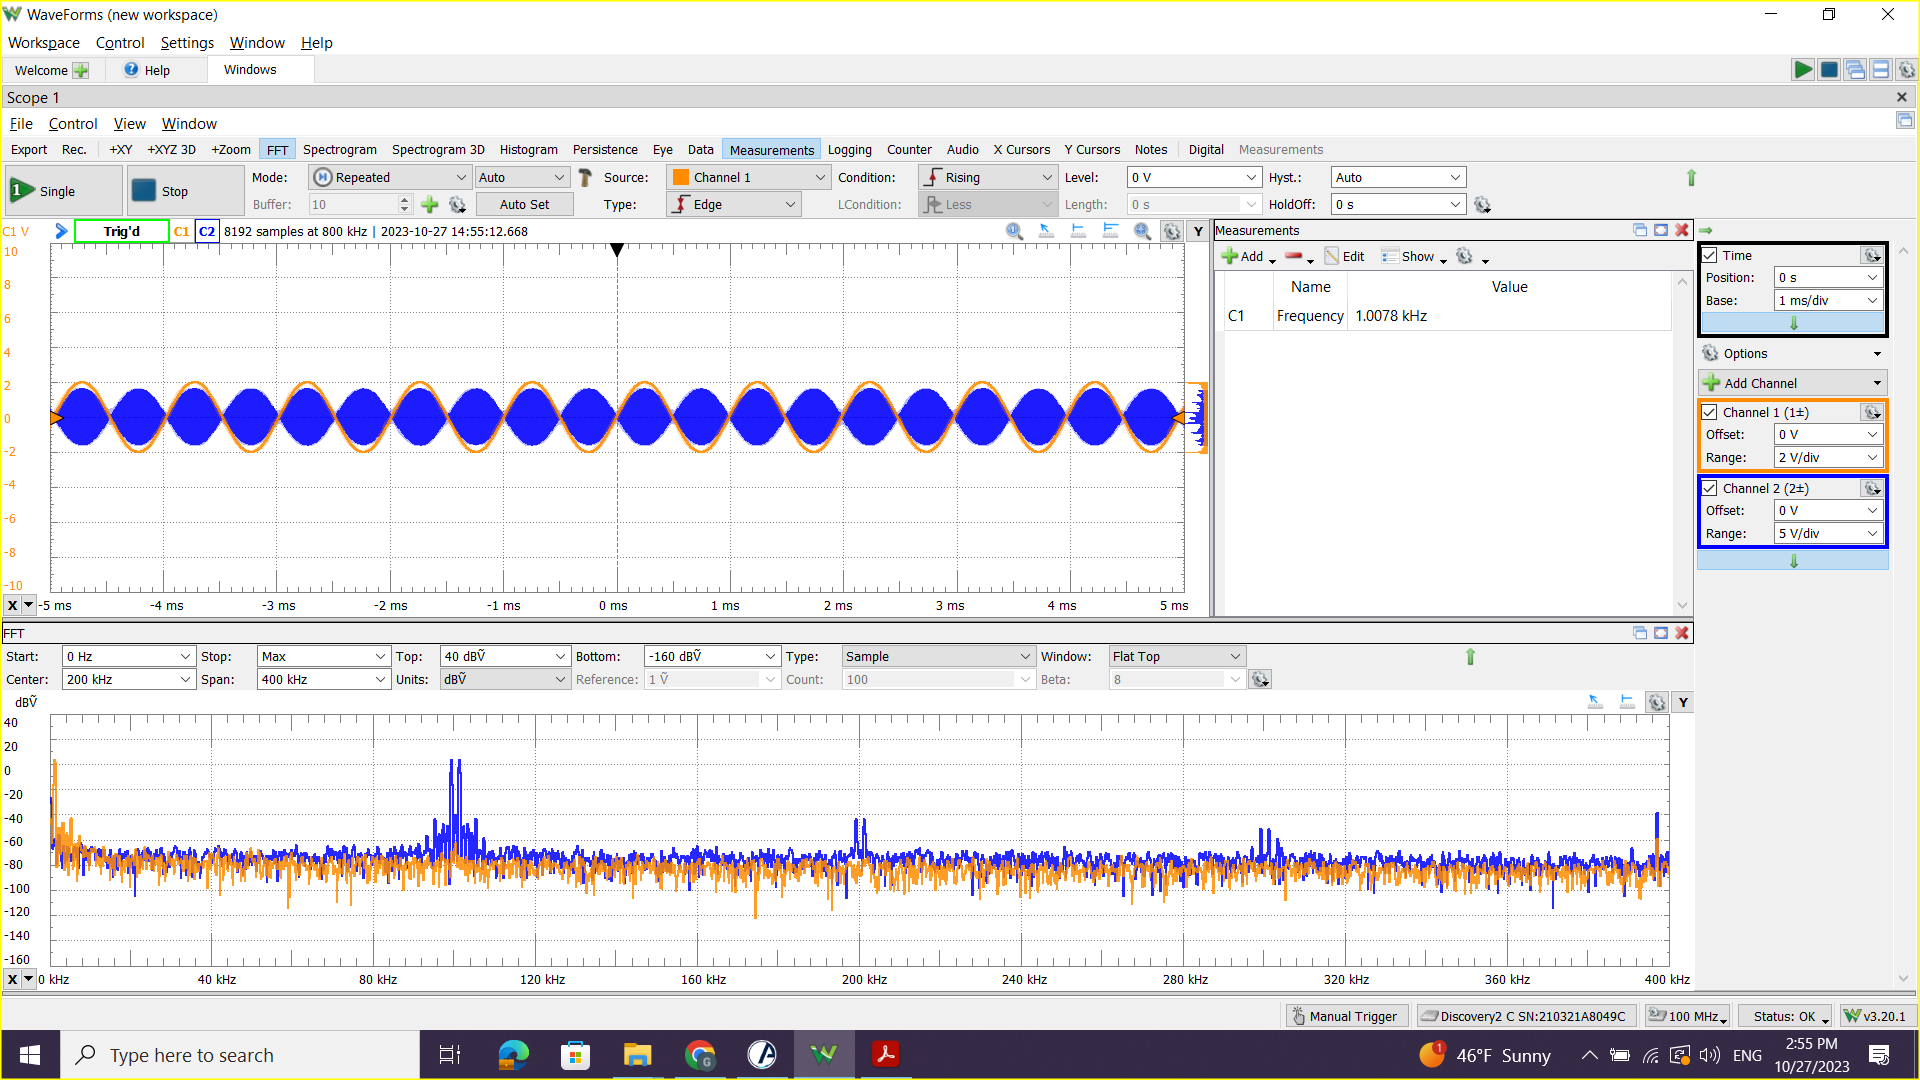 WaveForms (new workspace)
Workspace Control Settings Window Help
Welcome Help Windows
Scope 1
File Control View Window
Export Rec. +XY +XYZ 3D +Zoom FFT Spectrogram Spectrogram 3D Histogram Persistence Eye Data Measurements Logging Counter Audio X Cursors Y Cursors Notes Digital Measurements
1 Single Stop Mode: Repeated Auto Source: Channel 1 Condition: Rising Level: 0 V Hyst.: Auto
Buffer: 10 Auto Set Type: Edge LCondition: Less Length: 0 s HoldOff: 0 s
C1 V Trig'd C1 C2 8192 samples at 800 kHz | 2023-10-27 14:55:12.668 Y
10
8
6
4
2
0
-2
-4
-6
-8
-10
X -5 ms -4 ms -3 ms -2 ms -1 ms 0 ms 1 ms 2 ms 3 ms 4 ms 5 ms
Measurements
Add Edit Show
Name Value
C1 Frequency 1.0078 kHz
Time
Position: 0 s
Base: 1 ms/div
Options
Add Channel
Channel 1 (1±)
Offset: 0 V
Range: 2 V/div
Channel 2 (2±)
Offset: 0 V
Range: 5 V/div
FFT
Start: 0 Hz Stop: Max Top: 40 dBṼ Bottom: -160 dBṼ Type: Sample Window: Flat Top
Center: 200 kHz Span: 400 kHz Units: dBṼ Reference: 1 Ṽ Count: 100 Beta: 8
dBṼ Y
40
20
0
-20
-40
-60
-80
-100
-120
-140
-160
X 0 kHz 40 kHz 80 kHz 120 kHz 160 kHz 200 kHz 240 kHz 280 kHz 320 kHz 360 kHz 400 kHz
Manual Trigger Discovery2 C SN:210321A8049C 100 MHz Status: OK v3.20.1
Type here to search 1 46°F Sunny ENG 2:55 PM
10/27/2023